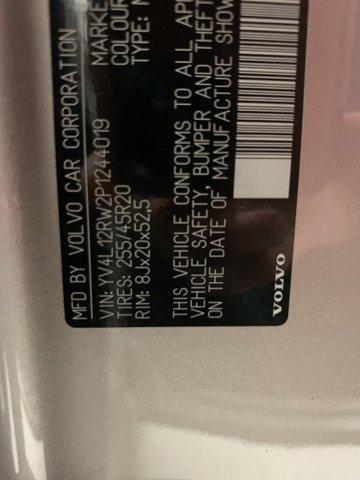 MFD BY VOLVO CAR CORPORATION MARKE
VIN: YV4L12RW2P1244019 COLOUR
TIRES: 255/45R20 TYPE:
RIM: 8JX20x52,5
THIS VEHICLE CONFORMS TO ALL APP
VEHICLE SAFETY, BUMPER AND THEFT
ON THE DATE OF MANUFACTURE SHOW
VOLVO